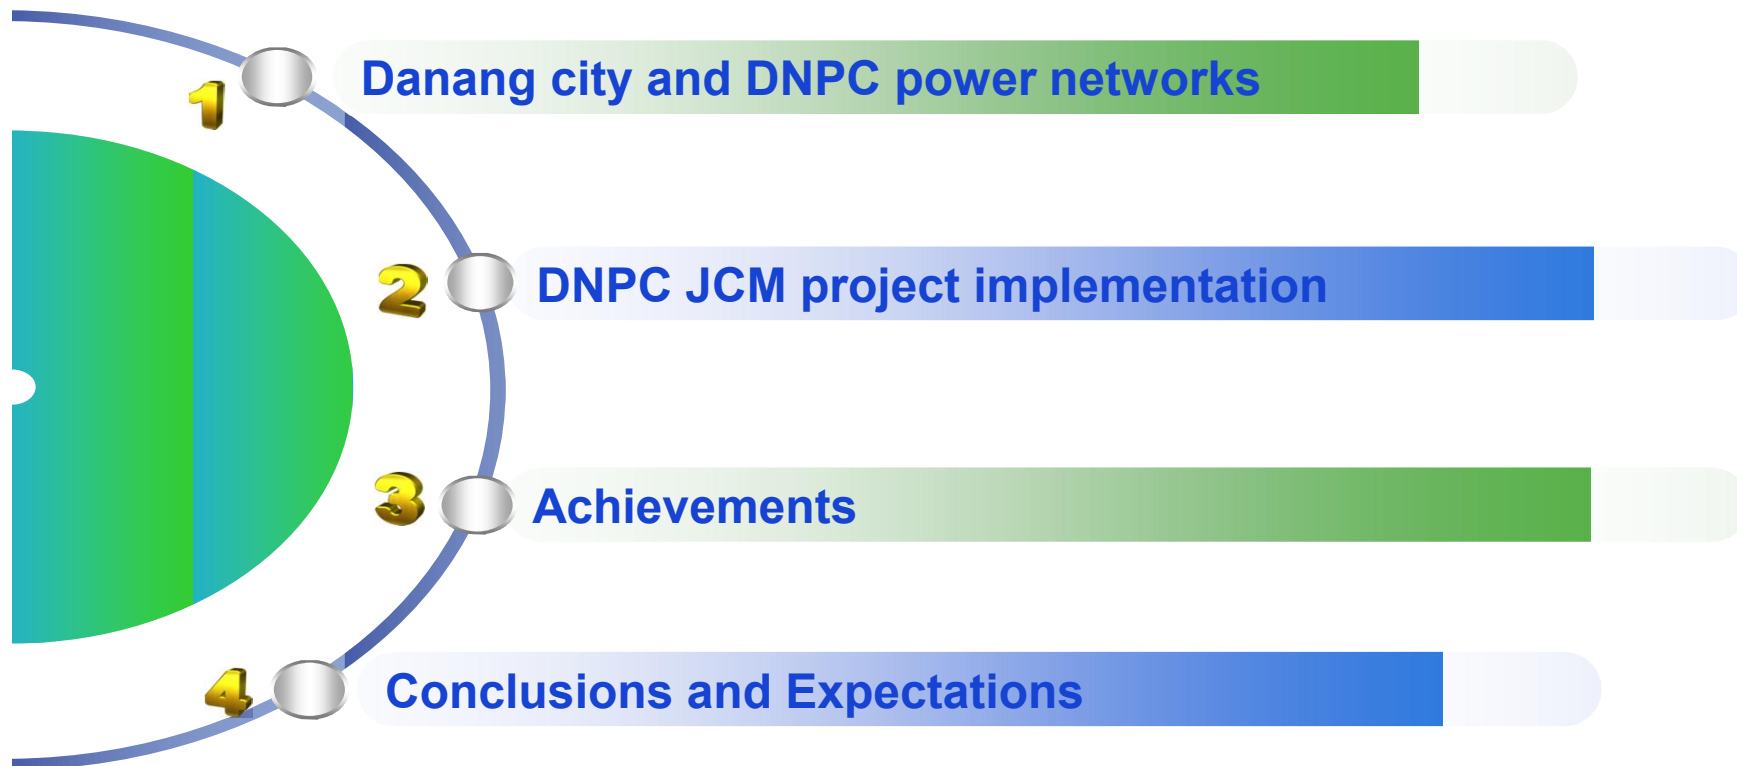 1 Danang city and DNPC power networks
2 DNPC JCM project implementation
3 Achievements
4 Conclusions and Expectations